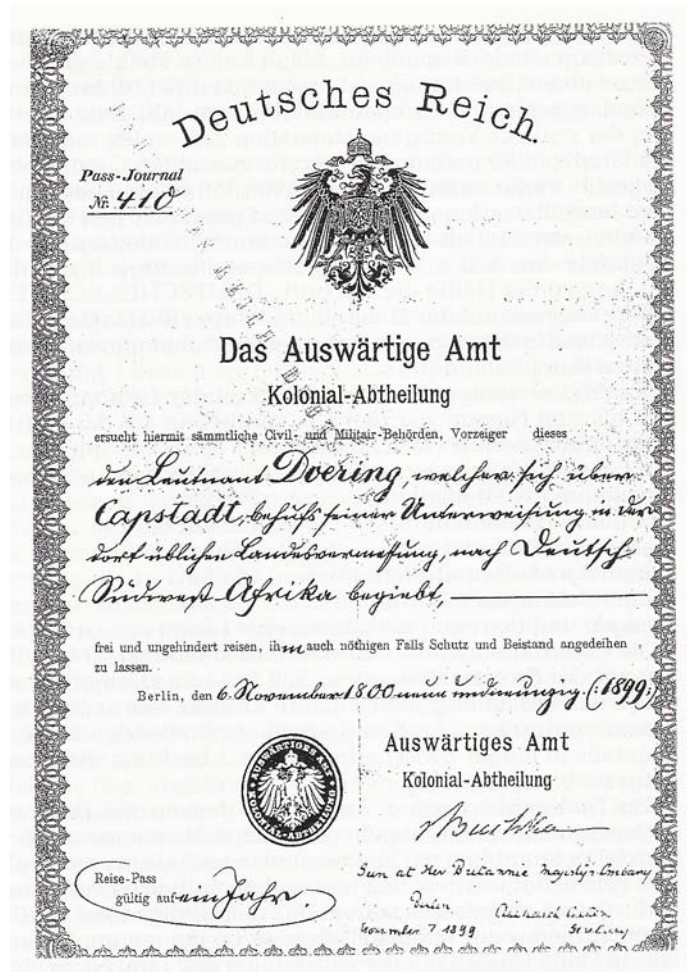 Deutsches Reich.
Pass-Journal
№ 410
Das Auswärtige Amt
Kolonial-Abtheilung
ersucht hiermit sämmtliche Civil- und Militair-Behörden, Vorzeiger dieses
den Leutnant Doering, welcher sich über
Capstadt, behufs seiner Unterweisung in der
dort üblichen Landesvermessung, nach Deutsch-
Südwest-Afrika begiebt,
frei und ungehindert reisen, ihm auch nöthigen Falls Schutz und Beistand angedeihen
zu lassen.
Berlin, den 6. November 1800 neun und neunzig (:1899:)
AUSWÄRTIGES AMT KOLONIAL-ABTHEILUNG
Auswärtiges Amt
Kolonial-Abtheilung
Reise-Pass
gültig auf ein Jahr
at Her Britannic Majesty's Embassy
Berlin
November 7 1899